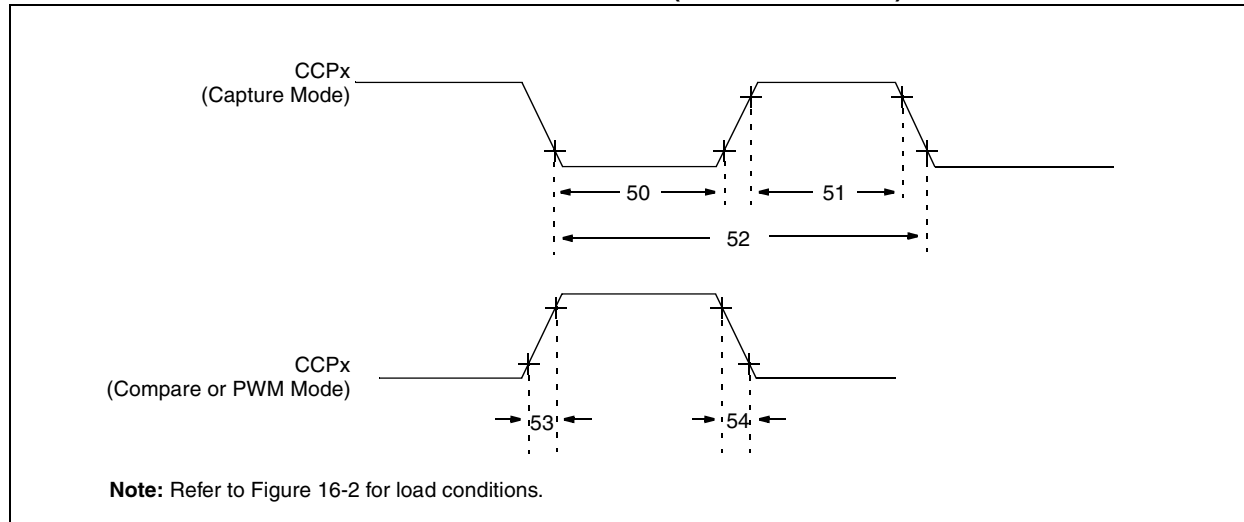 CCPx
(Capture Mode)
50
51
52
CCPx
(Compare or PWM Mode)
53
54
Note: Refer to Figure 16-2 for load conditions.